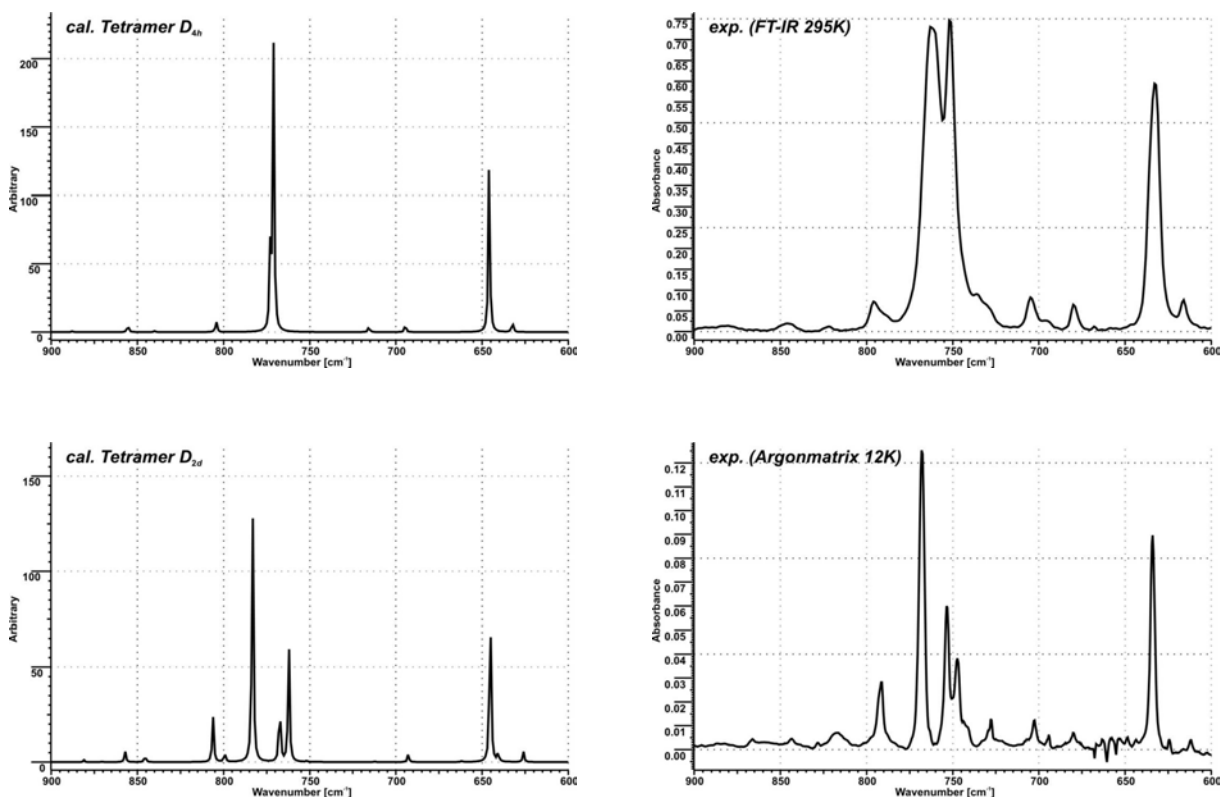 cal. Tetramer D4h
Arbitrary
200
150
100
50
0
900 850 800 750 700 650 600
Wavenumber [cm-1]
exp. (FT-IR 295K)
Absorbance
0.75
0.70
0.65
0.60
0.55
0.50
0.45
0.40
0.35
0.30
0.25
0.20
0.15
0.10
0.05
0.00
900 850 800 750 700 650 600
Wavenumber [cm-1]
cal. Tetramer D2d
Arbitrary
150
100
50
0
900 850 800 750 700 650 600
Wavenumber [cm-1]
exp. (Argonmatrix 12K)
Absorbance
0.12
0.11
0.10
0.09
0.08
0.07
0.06
0.05
0.04
0.03
0.02
0.01
0.00
900 850 800 750 700 650 600
Wavenumber [cm-1]